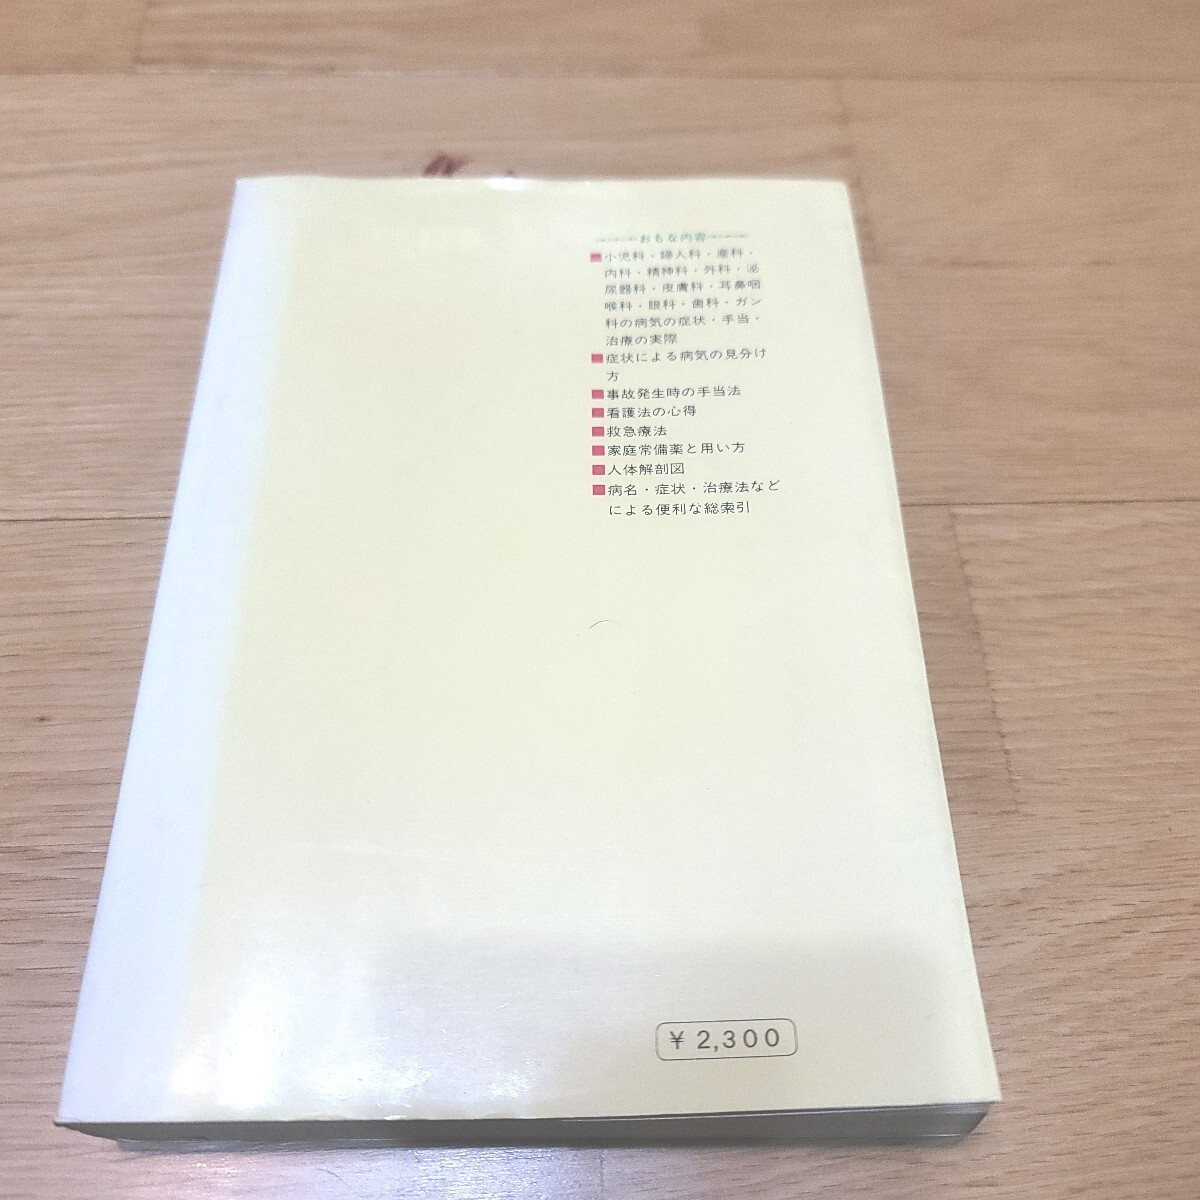 おもな内容
■小児科・婦人科・産科・
内科・精神科・外科・泌
尿器科・皮膚科・耳鼻咽
喉科・眼科・歯科・ガン
科の病気の症状・手当・
治療の実際
■症状による病気の見分け
方
■事故発生時の手当法
■看護法の心得
■救急療法
■家庭常備薬と用い方
■人体解剖図
■病名・症状・治療法など
による便利な総索引
¥2,300